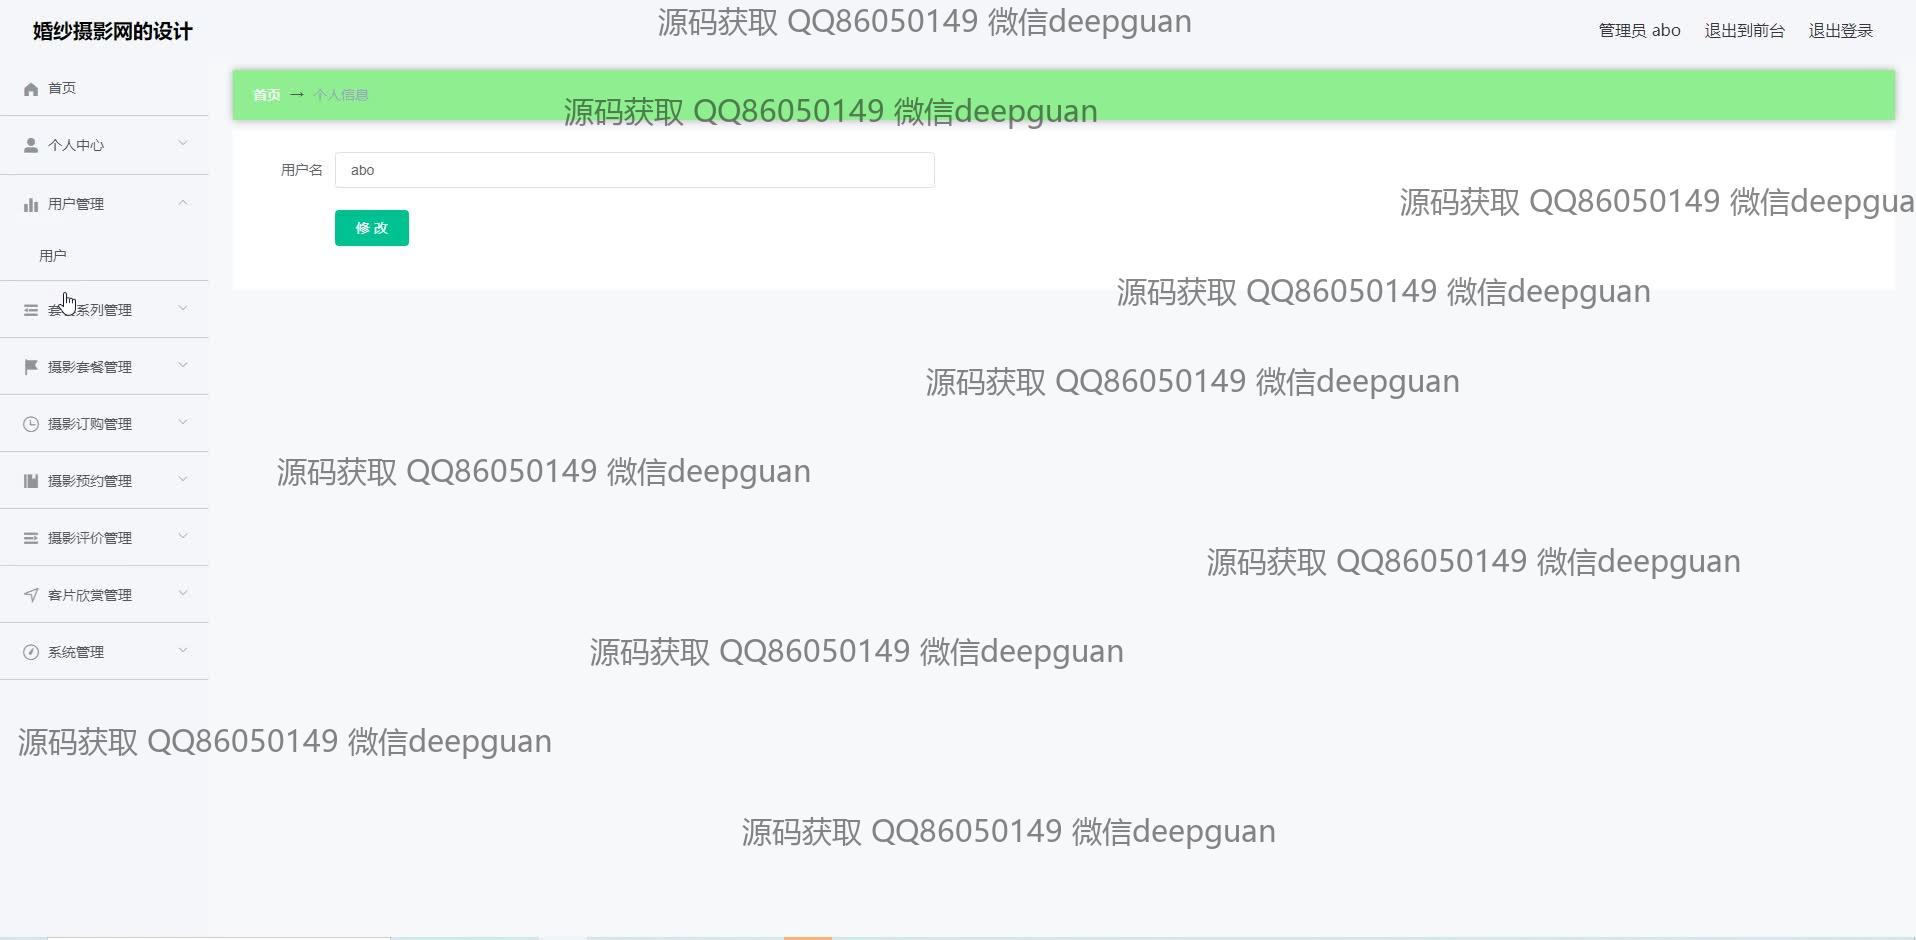 婚纱摄影网的设计
源码获取 QQ86050149 微信deepguan
管理员 abo 退出到前台 退出登录
首页
首页 → 个人信息
源码获取 QQ86050149 微信deepguan
个人中心
用户名 abo
用户管理
源码获取 QQ86050149 微信deepgua
修 改
用户
源码获取 QQ86050149 微信deepguan
系列管理
摄影套餐管理
源码获取 QQ86050149 微信deepguan
摄影订购管理
源码获取 QQ86050149 微信deepguan
摄影预约管理
摄影评价管理
源码获取 QQ86050149 微信deepguan
客片欣赏管理
系统管理
源码获取 QQ86050149 微信deepguan
源码获取 QQ86050149 微信deepguan
源码获取 QQ86050149 微信deepguan